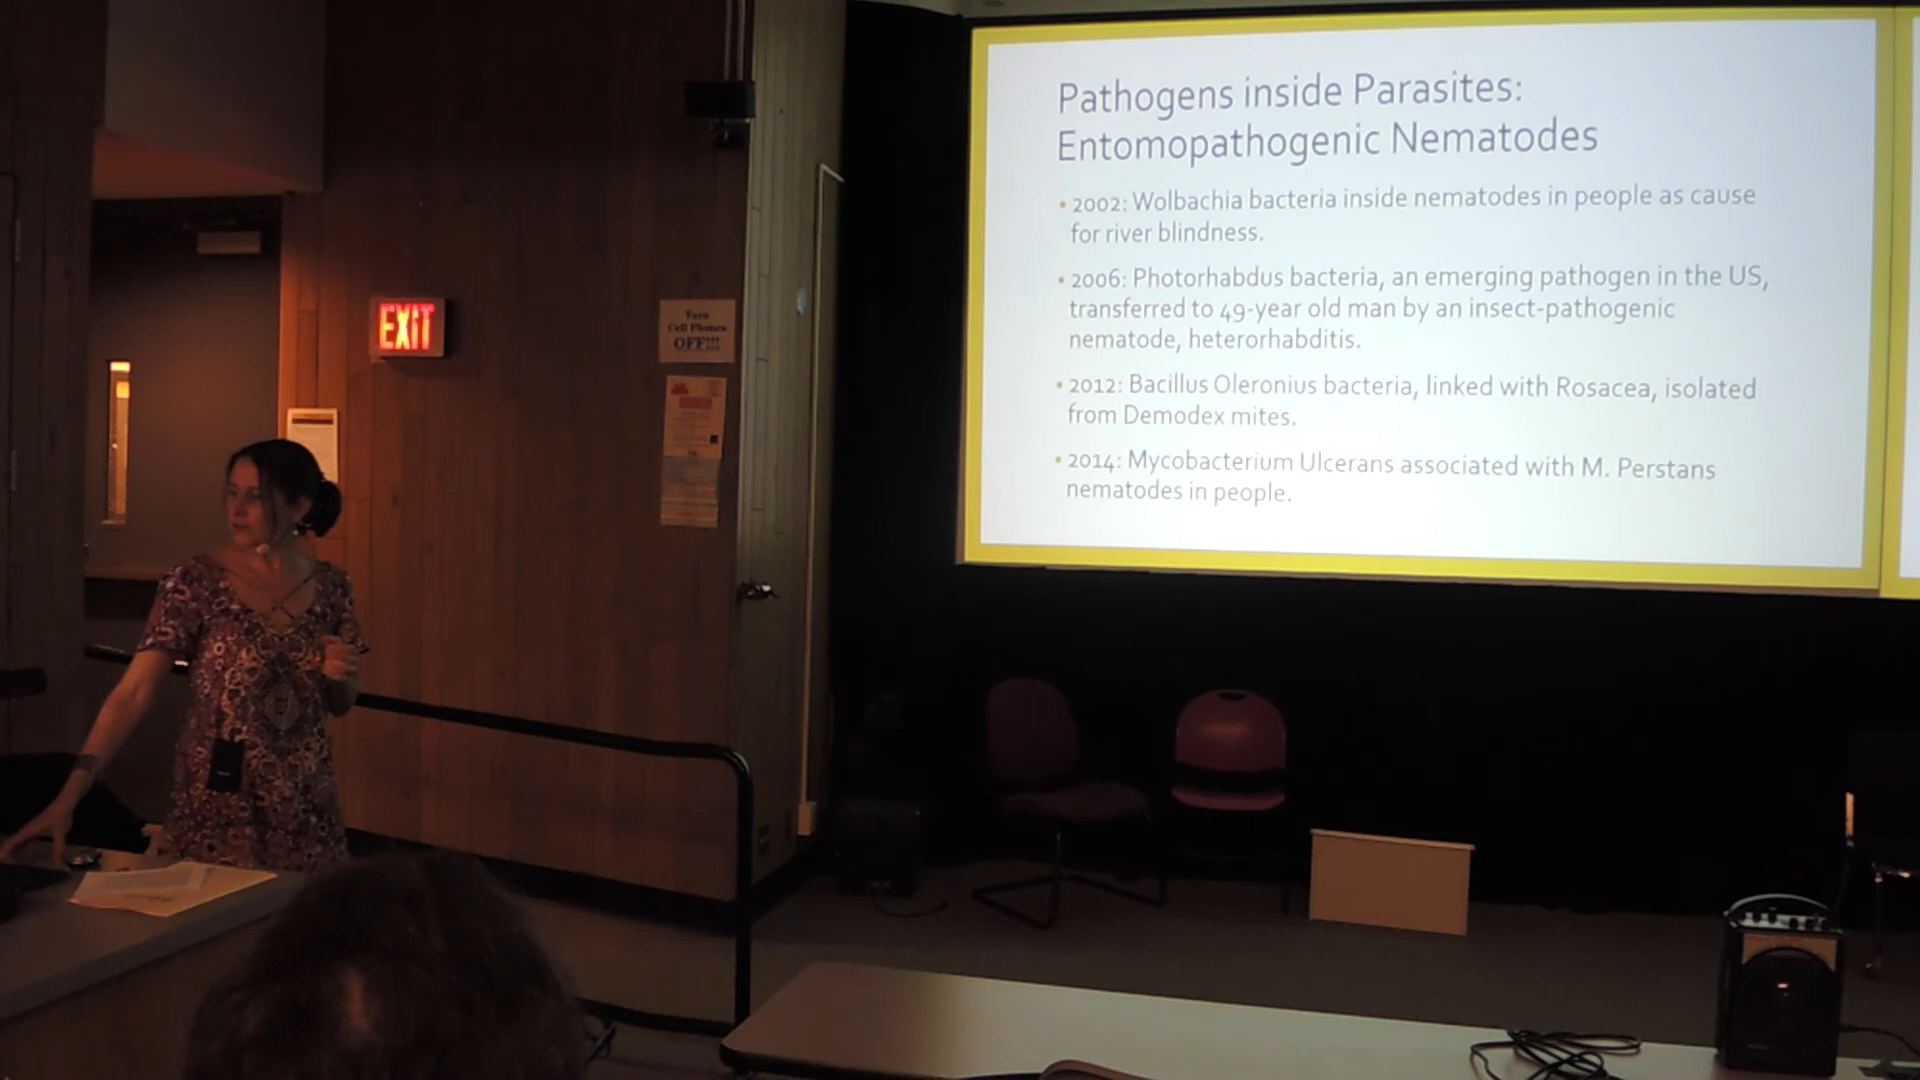 Pathogens inside Parasites:
Entomopathogenic Nematodes
• 2002: Wolbachia bacteria inside nematodes in people as cause
for river blindness.
• 2006: Photorhabdus bacteria, an emerging pathogen in the US,
transferred to 49-year old man by an insect-pathogenic
nematode, heterorhabditis.
• 2012: Bacillus Oleronius bacteria, linked with Rosacea, isolated
from Demodex mites.
• 2014: Mycobacterium Ulcerans associated with M. Perstans
nematodes in people.
EXIT
Turn
Cell Phones
OFF!!!